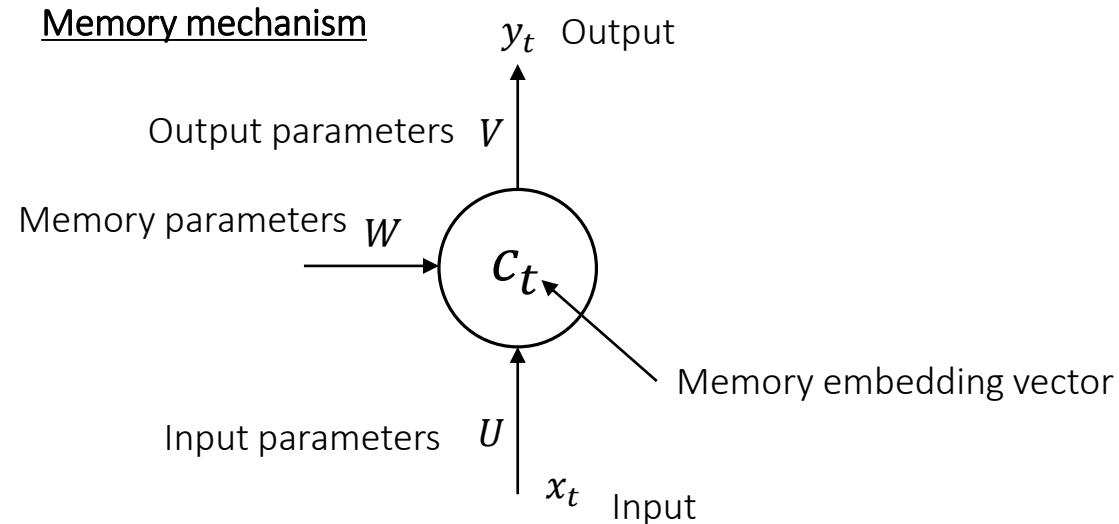 Memory mechanism
y_t Output
Output parameters V
Memory parameters W
c_t
Memory embedding vector
Input parameters U
x_t Input